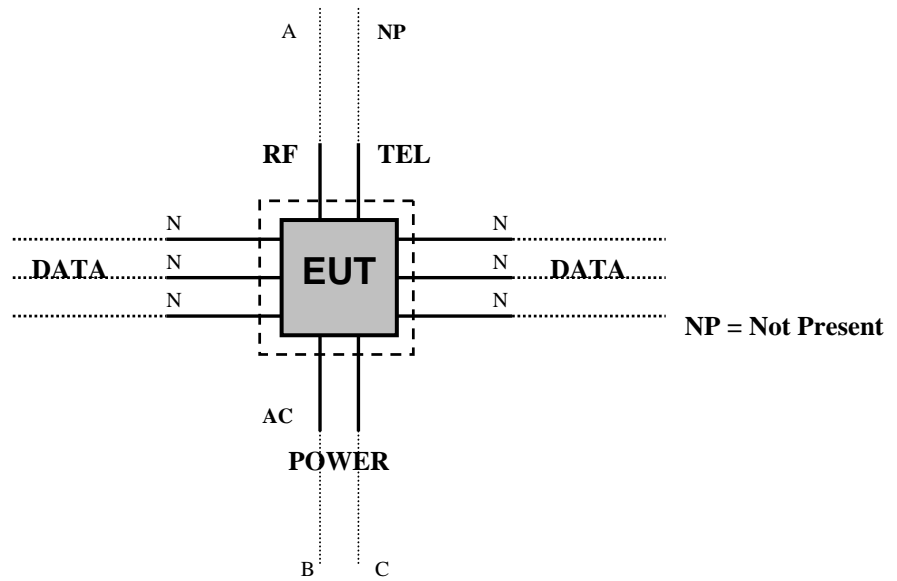 A NP
RF TEL
N N
DATA N EUT N DATA
N N
NP = Not Present
AC
POWER
B C